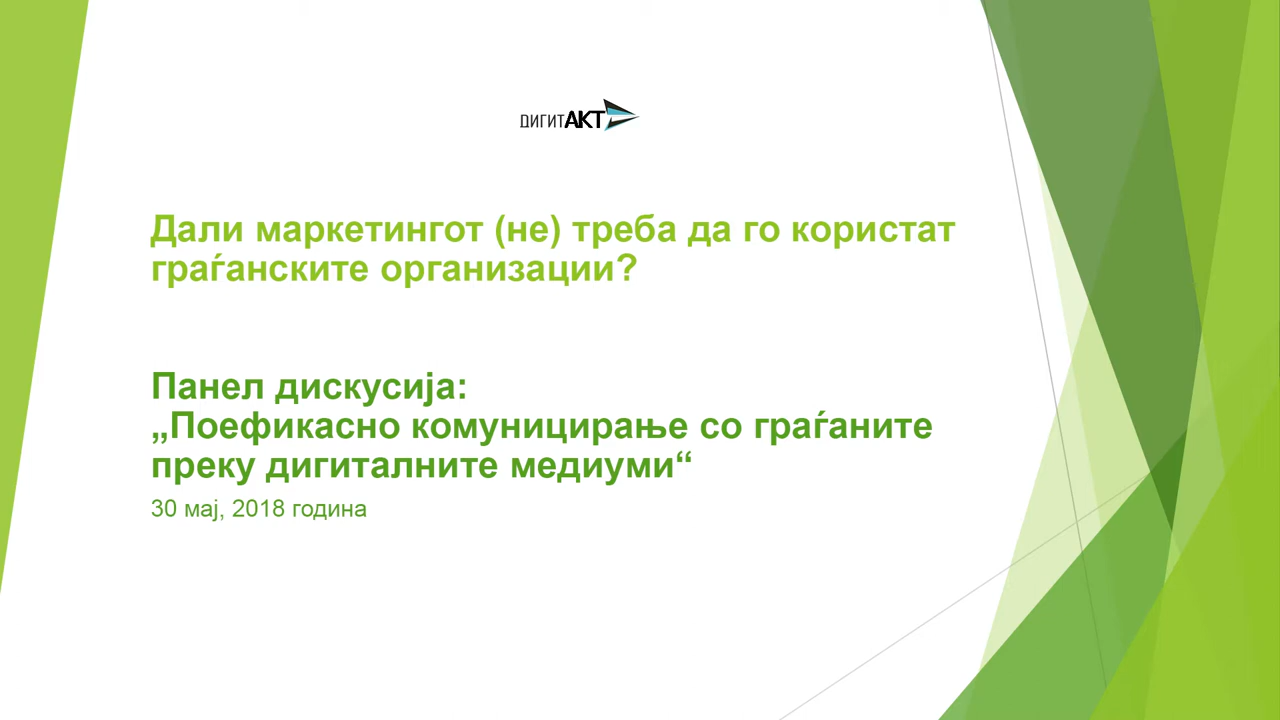 дигитАКТ
Дали маркетингот (не) треба да го користат
граѓанските организации?
Панел дискусија:
„Поефикасно комуницирање со граѓаните
преку дигиталните медиуми“
30 мај, 2018 година